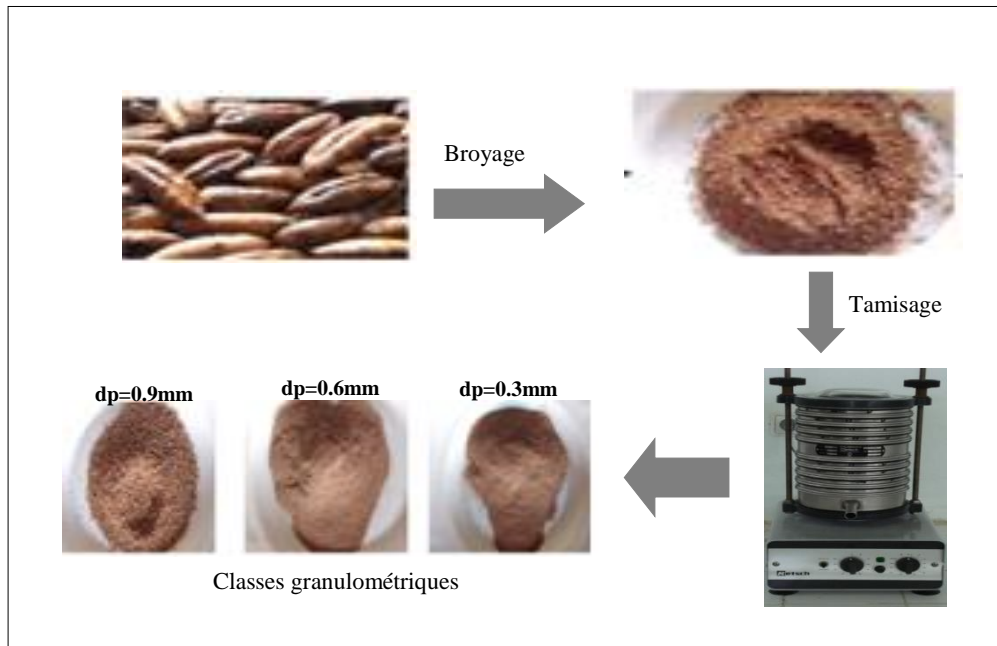 Broyage
Tamisage
dp=0.9mm
dp=0.6mm
dp=0.3mm
Classes granulométriques